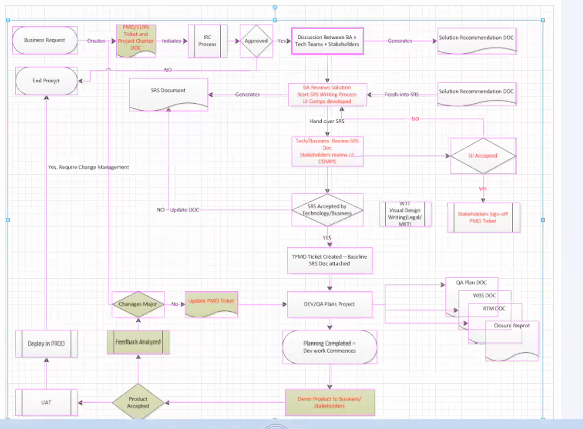 Business Request
Creates
PMO/TFPM
Ticket and
Project Charter
DOC
Initiates
IRC
Process
Approved
Yes
Discussion Between BA +
Tech Teams + Stakeholders
Generates
Solution Recommendation DOC
NO
End Project
SRS Document
Generates
BA Reviews Solution
Start SRS Writing Process
UI Comps developed
Feeds into SRS
Solution Recommendation DOC
Hand over SRS
NO
Tech/Business Review SRS
Doc
Stakeholders review UI
COMPS
UI Accepted
Yes, Require Change Management
YES
NO - Update DOC
SRS Accepted by
Technology/Business
Visual Design
Writing/Legal/
MKTI
Stakeholders Sign-off
PMO Ticket
YES
TFMO Ticket Created – Baseline
SRS Doc attached
QA Plan DOC
WBS DOC
RTM DOC
Closure Reprot
Changes Major
No
Update PMO Ticket
DEV/QA Plans Project
Deploy in PROD
Feedback Analyzed
Planning Completed –
Dev work Commences
UAT
Product
Accepted
Demo Product to Business/
Stakeholders